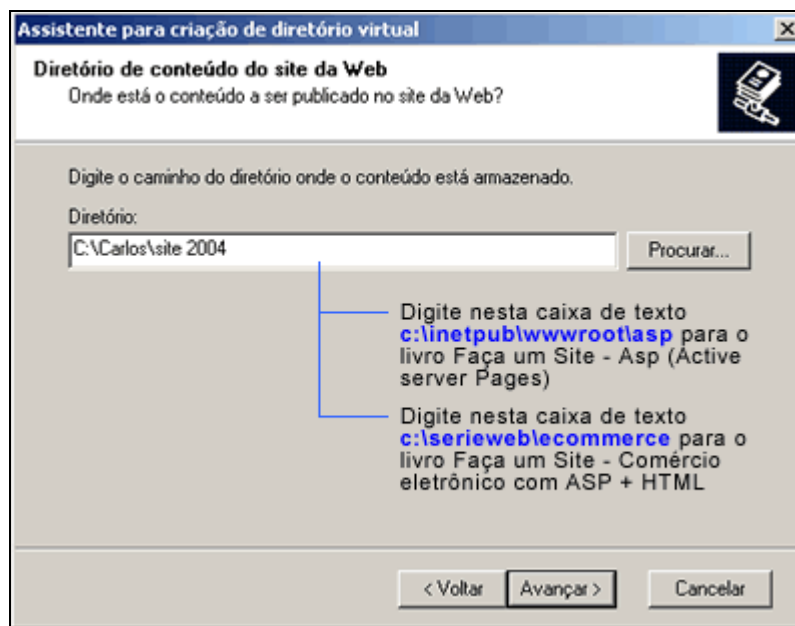 Assistente para criação de diretório virtual
Diretório de conteúdo do site da Web
Onde está o conteúdo a ser publicado no site da Web?
Digite o caminho do diretório onde o conteúdo está armazenado.
Diretório:
C:\Carlos\site 2004
Procurar...
Digite nesta caixa de texto
c:\inetpub\wwwroot\asp para o
livro Faça um Site - Asp (Active
server Pages)
Digite nesta caixa de texto
c:\serieweb\ecommerce para o
livro Faça um Site - Comércio
eletrônico com ASP + HTML
< Voltar
Avançar >
Cancelar